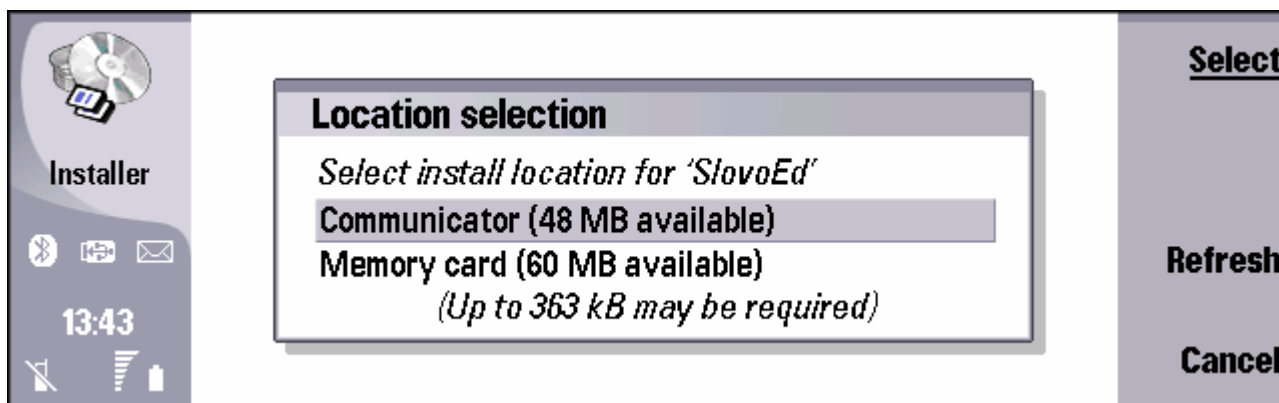 Installer
13:43
Location selection
Select install location for 'SlovoEd'
Communicator (48 MB available)
Memory card (60 MB available)
(Up to 363 kB may be required)
Select
Refresh
Cancel